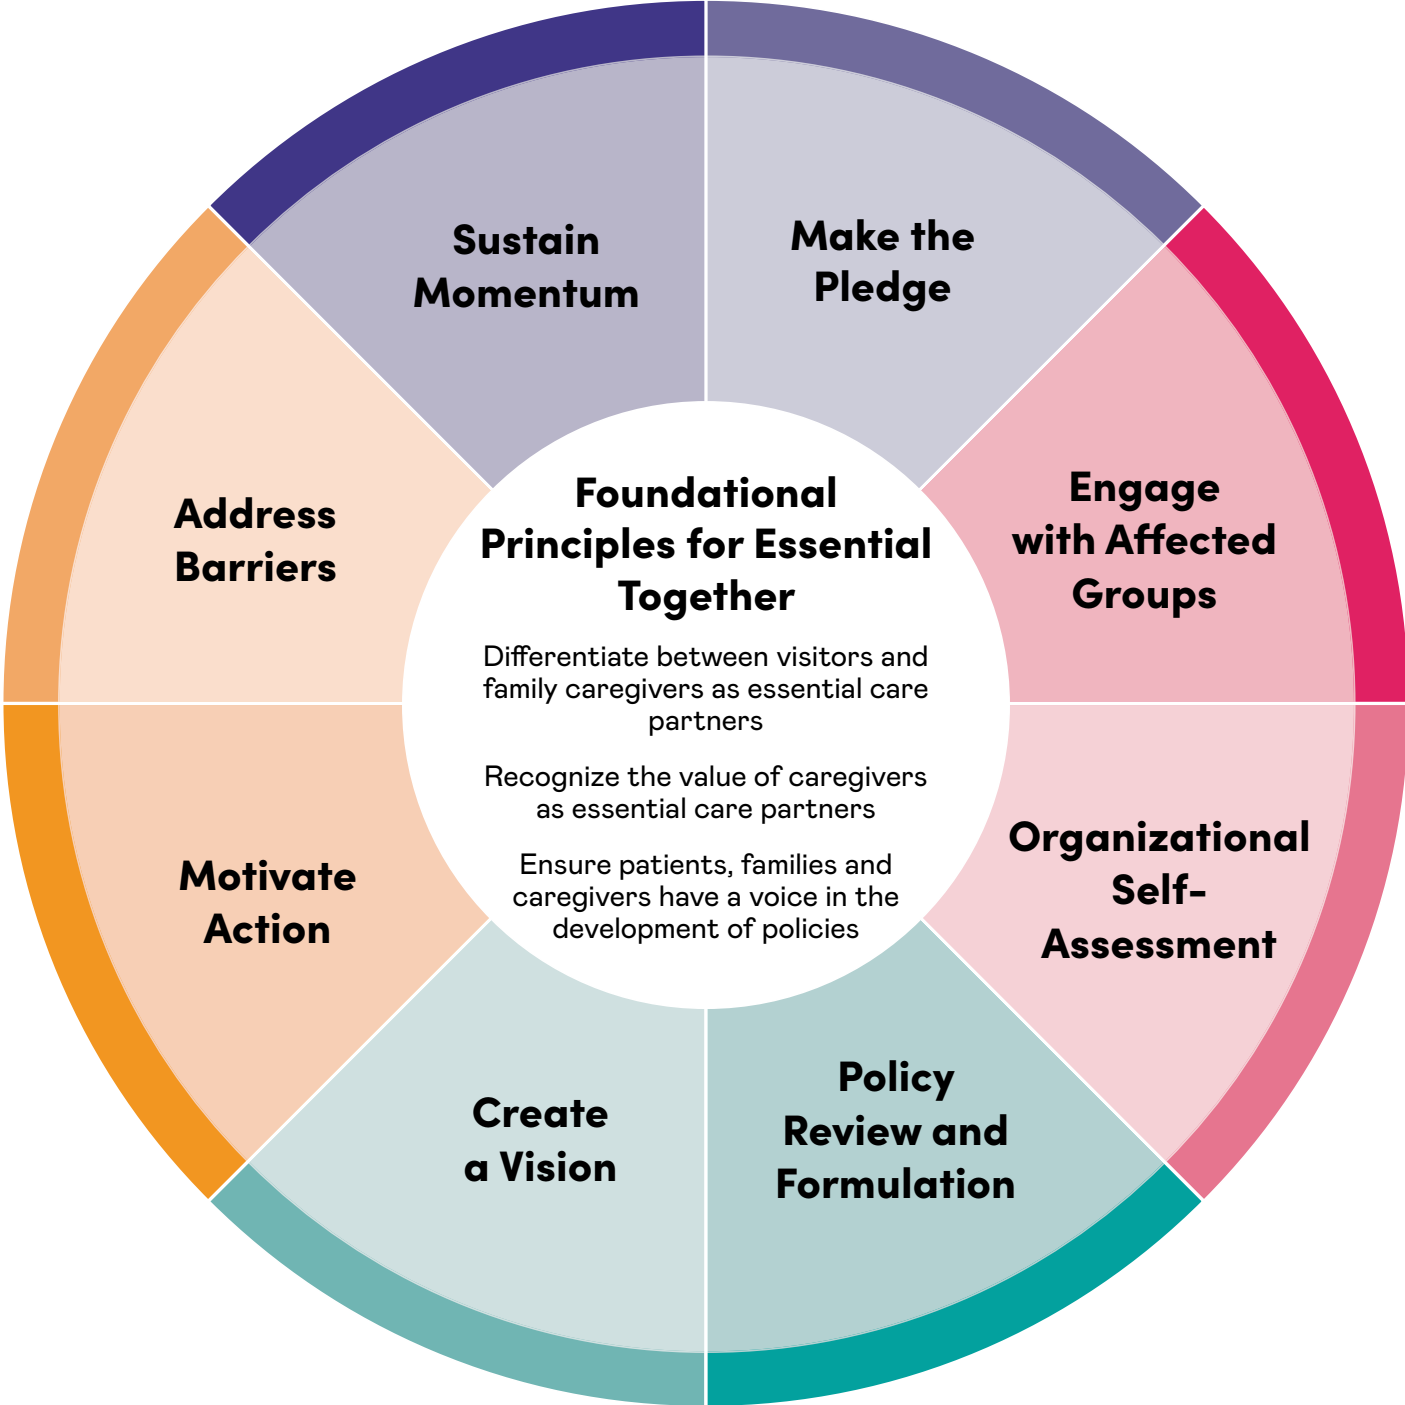 Sustain
Momentum
Make the
Pledge
Engage
with Affected
Groups
Organizational
Self-
Assessment
Policy
Review and
Formulation
Create
a Vision
Motivate
Action
Address
Barriers
Foundational
Principles for Essential
Together
Differentiate between visitors and
family caregivers as essential care
partners
Recognize the value of caregivers
as essential care partners
Ensure patients, families and
caregivers have a voice in the
development of policies